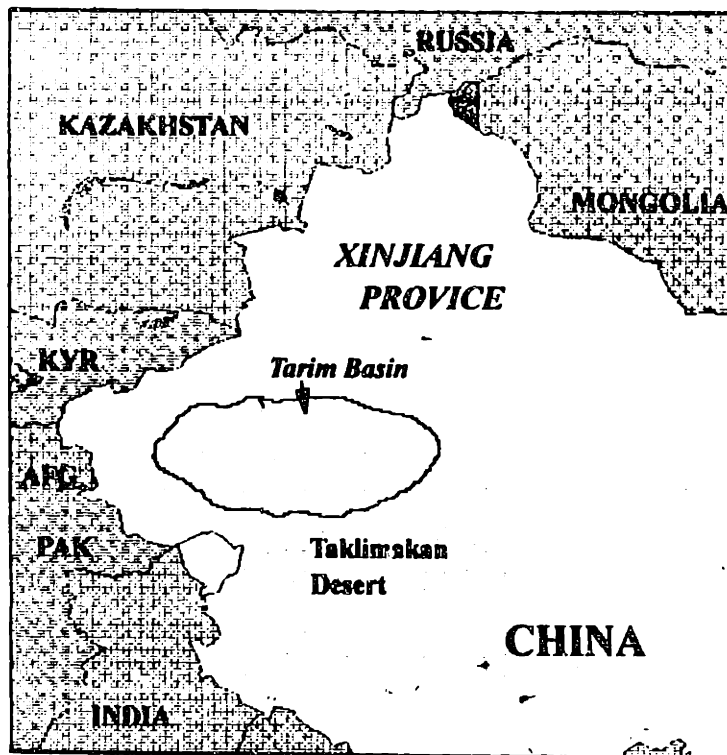 RUSSIA
KAZAKHSTAN
MONGOLIA
XINJIANG
PROVICE
KYR
Tarim Basin
AFG
PAK
Taklimakan
Desert
CHINA
INDIA